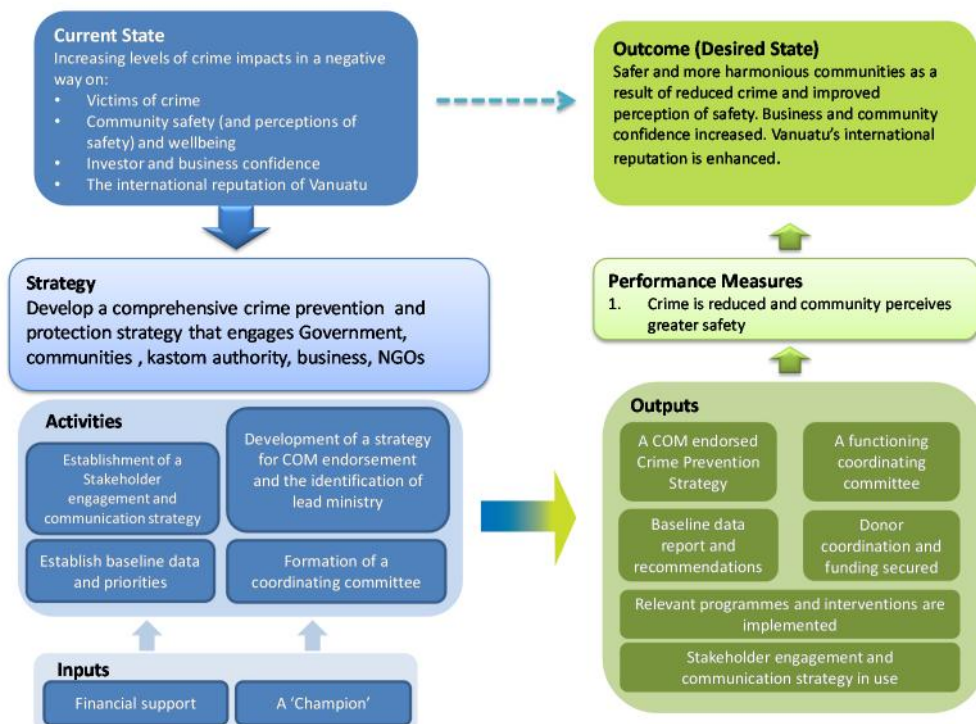 Current State
Increasing levels of crime impacts in a negative
way on:
• Victims of crime
• Community safety (and perceptions of
safety) and wellbeing
• Investor and business confidence
• The international reputation of Vanuatu
Outcome (Desired State)
Safer and more harmonious communities as a
result of reduced crime and improved
perception of safety. Business and community
confidence increased. Vanuatu's international
reputation is enhanced.
Strategy
Develop a comprehensive crime prevention and
protection strategy that engages Government,
communities , kastom authority, business, NGOs
Performance Measures
1. Crime is reduced and community perceives
greater safety
Activities
Establishment of a
Stakeholder
engagement and
communication strategy
Development of a strategy
for COM endorsement
and the identification of
lead ministry
Establish baseline data
and priorities
Formation of a
coordinating committee
Inputs
Financial support
A 'Champion'
Outputs
A COM endorsed
Crime Prevention
Strategy
A functioning
coordinating
committee
Baseline data
report and
recommendations
Donor
coordination and
funding secured
Relevant programmes and interventions are
implemented
Stakeholder engagement and
communication strategy in use